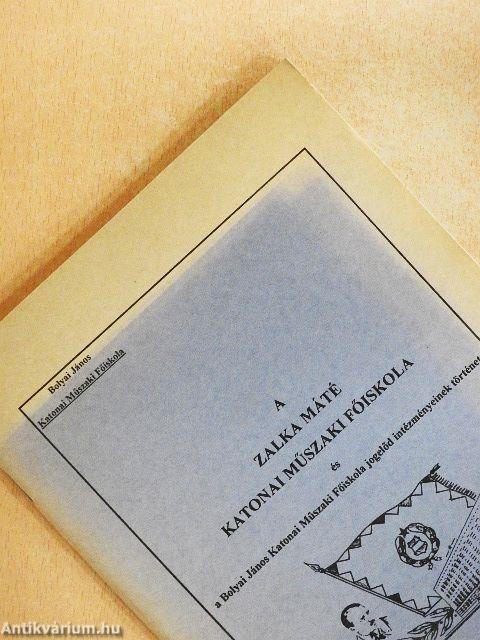 Bolyai János
Katonai Műszaki Főiskola
A
ZALKA MÁTÉ
KATONAI MŰSZAKI FŐISKOLA
és
a Bolyai János Katonai Műszaki Főiskola jogelőd intézményeinek történet
Antikvárium.hu